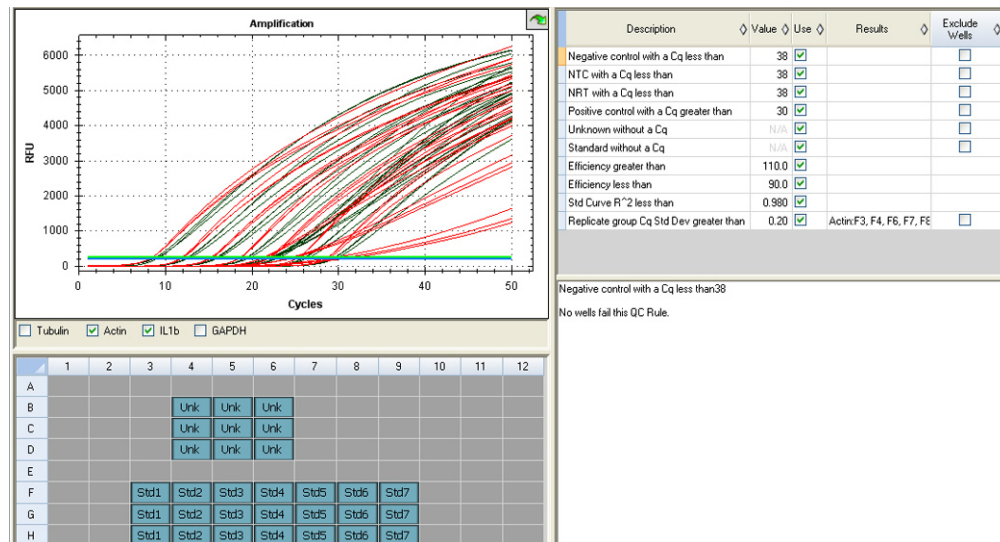 Amplification
6000
5000
4000
3000
2000
1000
0
RFU
0 10 20 30 40 50
Cycles
Tubulin Actin IL1b GAPDH
1 2 3 4 5 6 7 8 9 10 11 12
A
B Unk Unk Unk
C Unk Unk Unk
D Unk Unk Unk
E
F Std1 Std2 Std3 Std4 Std5 Std6 Std7
G Std1 Std2 Std3 Std4 Std5 Std6 Std7
H Std1 Std2 Std3 Std4 Std5 Std6 Std7
Description Value Use Results Exclude Wells
Negative control with a Cq less than 38
NTC with a Cq less than 38
NRT with a Cq less than 38
Positive control with a Cq greater than 30
Unknown without a Cq N/A
Standard without a Cq N/A
Efficiency greater than 110.0
Efficiency less than 90.0
Std Curve R^2 less than 0.980
Replicate group Cq Std Dev greater than 0.20 Actin:F3, F4, F6, F7, F8
Negative control with a Cq less than38
No wells fail this QC Rule.